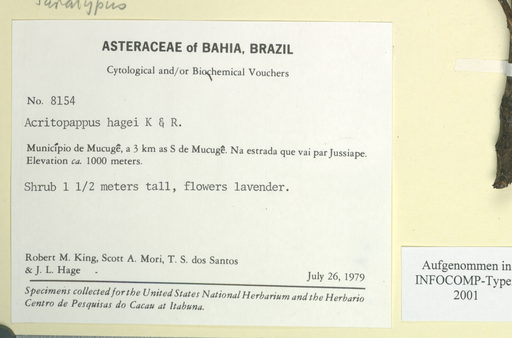 Paratypus
ASTERACEAE of BAHIA, BRAZIL
Cytological and/or Biochemical Vouchers
No. 8154
Acritopappus hagei K & R.
Município de Mucugê, a 3 km as S de Mucugê. Na estrada que vai par Jussiape.
Elevation ca. 1000 meters.
Shrub 1 1/2 meters tall, flowers lavender.
Robert M. King, Scott A. Mori, T. S. dos Santos
& J. L. Hage
July 26, 1979
Specimens collected for the United States National Herbarium and the Herbario
Centro de Pesquisas do Cacau at Itabuna.
Aufgenommen in
INFOCOMP-Type
2001